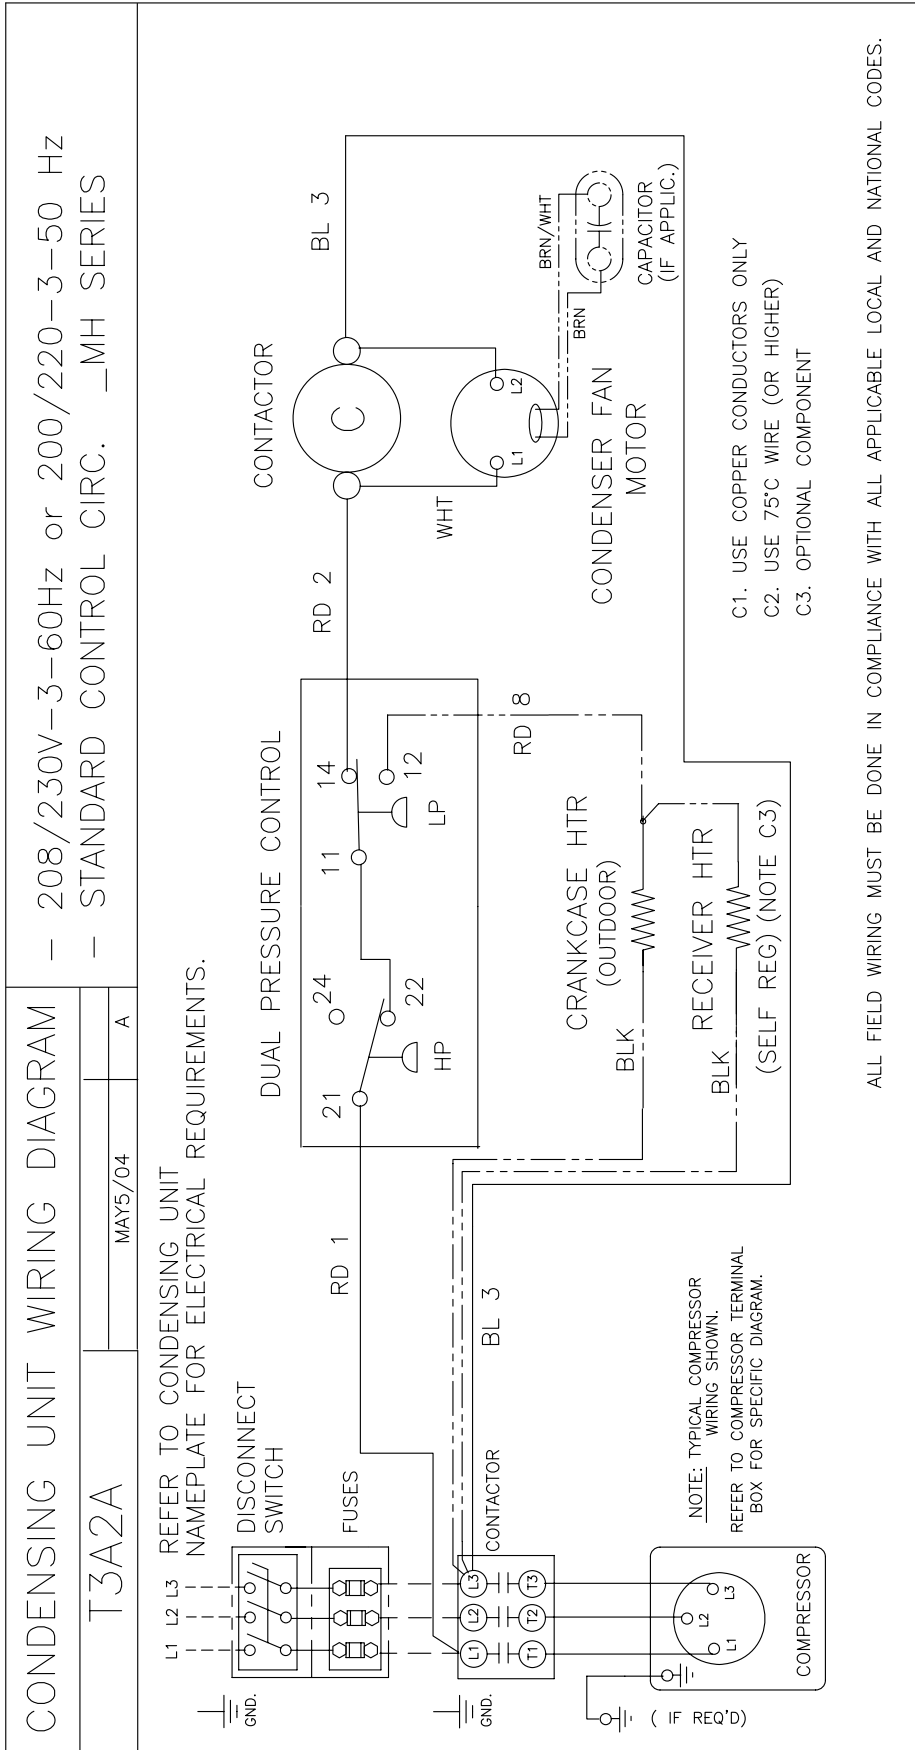 CONDENSING UNIT WIRING DIAGRAM
T3A2A
MAY5/04
A
– 208/230V–3–60Hz or 200/220–3–50 Hz
– STANDARD CONTROL CIRC. _MH SERIES
REFER TO CONDENSING UNIT
NAMEPLATE FOR ELECTRICAL REQUIREMENTS.
L1 L2 L3
DISCONNECT
SWITCH
FUSES
GND.
GND.
CONTACTOR
L1 L2 L3
T1 T2 T3
L1
L2
L3
COMPRESSOR
( IF REQ'D)
NOTE: TYPICAL COMPRESSOR
WIRING SHOWN.
REFER TO COMPRESSOR TERMINAL
BOX FOR SPECIFIC DIAGRAM.
RD 1
BL 3
DUAL PRESSURE CONTROL
21
24
22
HP
11
14
12
LP
RD 2
RD 8
CRANKCASE HTR
(OUTDOOR)
BLK
RECEIVER HTR
BLK
(SELF REG) (NOTE C3)
CONTACTOR
C
BL 3
WHT
L1
L2
CONDENSER FAN
MOTOR
BRN/WHT
BRN
CAPACITOR
(IF APPLIC.)
C1. USE COPPER CONDUCTORS ONLY
C2. USE 75°C WIRE (OR HIGHER)
C3. OPTIONAL COMPONENT
ALL FIELD WIRING MUST BE DONE IN COMPLIANCE WITH ALL APPLICABLE LOCAL AND NATIONAL CODES.